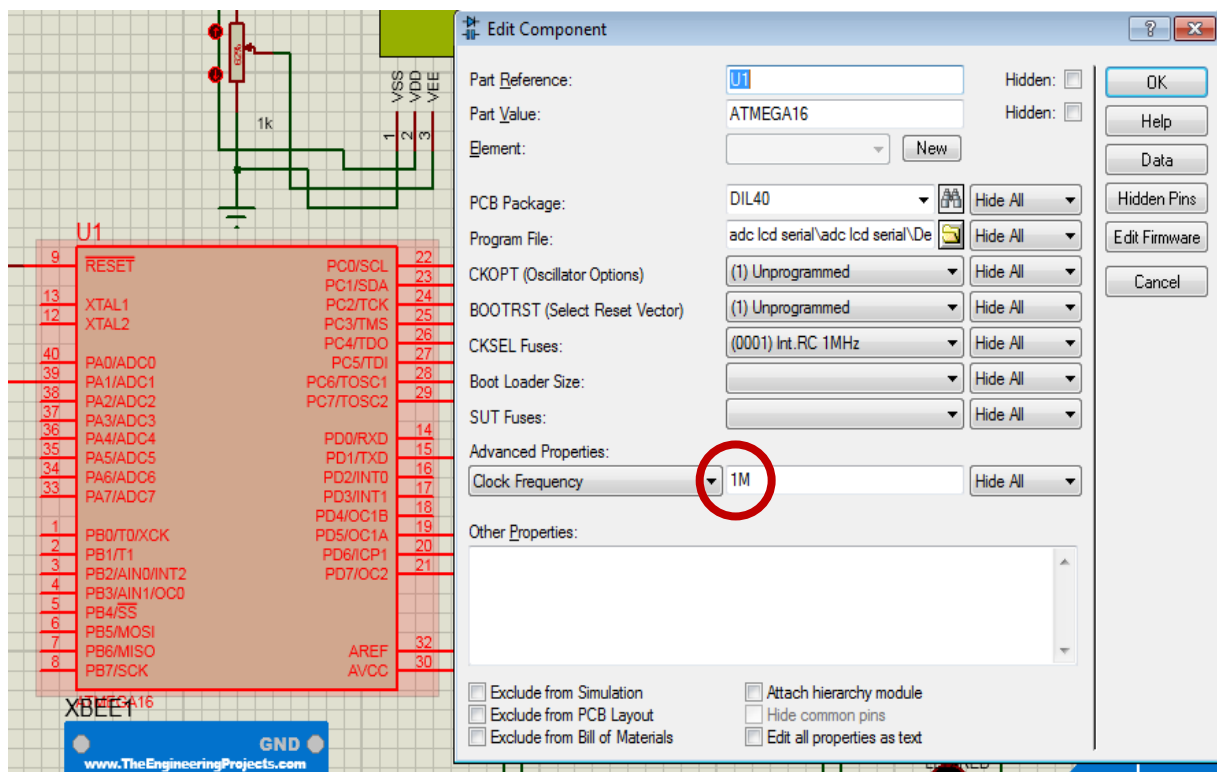 62%
1k
VSS
VDD
VEE
1
2
3
U1
9
RESET
13
XTAL1
12
XTAL2
40
PA0/ADC0
39
PA1/ADC1
38
PA2/ADC2
37
PA3/ADC3
36
PA4/ADC4
35
PA5/ADC5
34
PA6/ADC6
33
PA7/ADC7
1
PB0/T0/XCK
2
PB1/T1
3
PB2/AIN0/INT2
4
PB3/AIN1/OC0
5
PB4/SS
6
PB5/MOSI
7
PB6/MISO
8
PB7/SCK
PC0/SCL
22
PC1/SDA
23
PC2/TCK
24
PC3/TMS
25
PC4/TDO
26
PC5/TDI
27
PC6/TOSC1
28
PC7/TOSC2
29
PD0/RXD
14
PD1/TXD
15
PD2/INT0
16
PD3/INT1
17
PD4/OC1B
18
PD5/OC1A
19
PD6/ICP1
20
PD7/OC2
21
AREF
32
AVCC
30
ATMEGA16
XBEE1
GND
www.TheEngineeringProjects.com
Edit Component
?
Part Reference: U1 Hidden:
Part Value: ATMEGA16 Hidden:
Element: New
PCB Package: DIL40 Hide All
Program File: adc lcd serial\adc lcd serial\De Hide All
CKOPT (Oscillator Options) (1) Unprogrammed Hide All
BOOTRST (Select Reset Vector) (1) Unprogrammed Hide All
CKSEL Fuses: (0001) Int.RC 1MHz Hide All
Boot Loader Size: Hide All
SUT Fuses: Hide All
Advanced Properties:
Clock Frequency 1M Hide All
Other Properties:
Exclude from Simulation Attach hierarchy module
Exclude from PCB Layout Hide common pins
Exclude from Bill of Materials Edit all properties as text
OK
Help
Data
Hidden Pins
Edit Firmware
Cancel